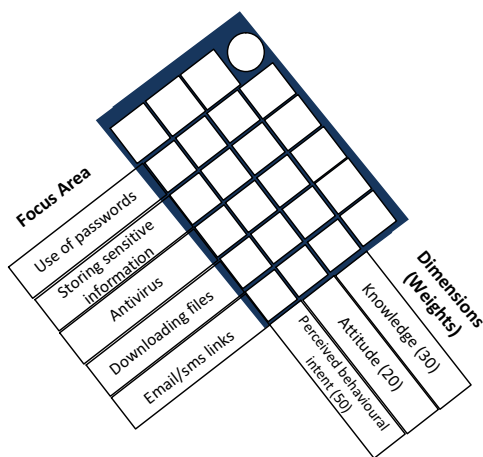 Focus Area
Use of passwords
Storing sensitive
information
Antivirus
Downloading files
Email/sms links
Dimensions
(Weights)
Knowledge (30)
Attitude (20)
Perceived behavioural
intent (50)